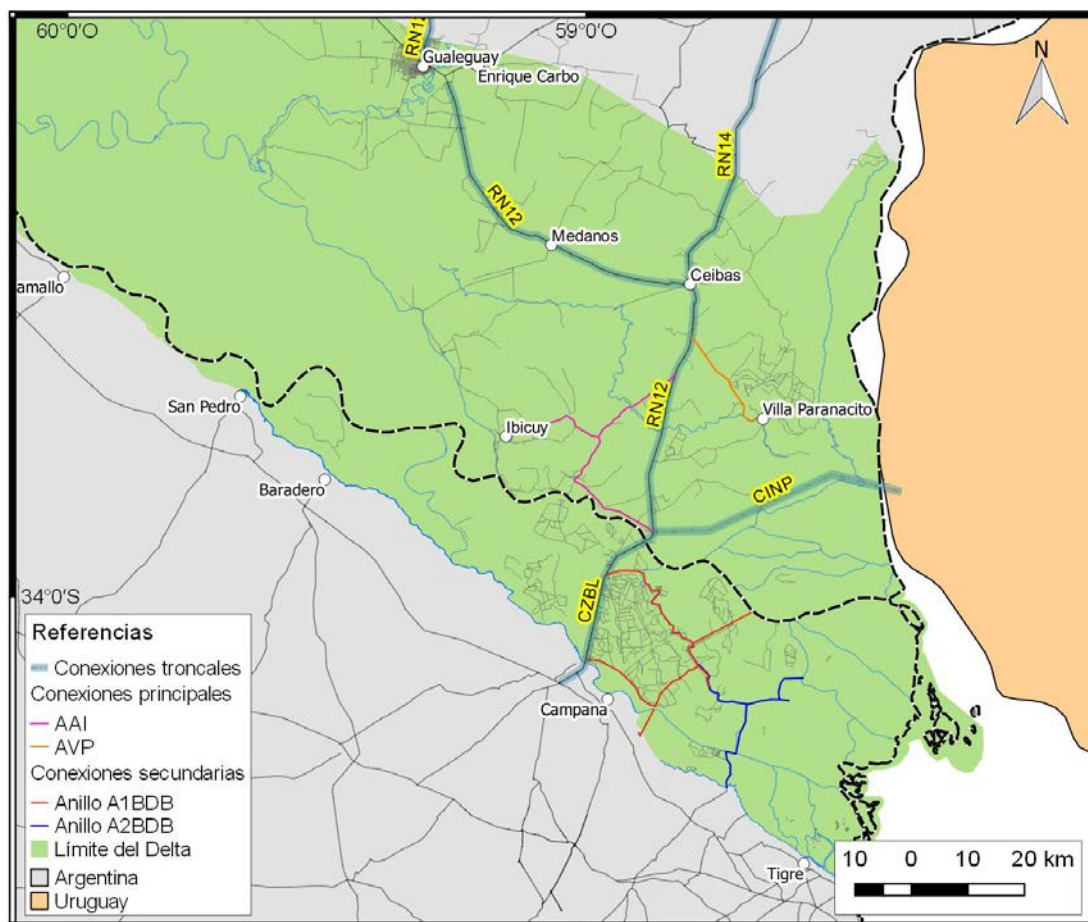 60°0'O
59°0'O
RN12
Gualeguay
Enrique Carbo
N
RN14
RN12
Medanos
Ceibas
amallo
San Pedro
RN12
Villa Paranacito
Ibicuy
Baradero
CINP
34°0'S
CZBL
Referencias
Conexiones troncales
Conexiones principales
AAI
AVP
Conexiones secundarias
Anillo A1BDB
Anillo A2BDB
Límite del Delta
Argentina
Uruguay
Campana
Tigre
10 0 10 20 km